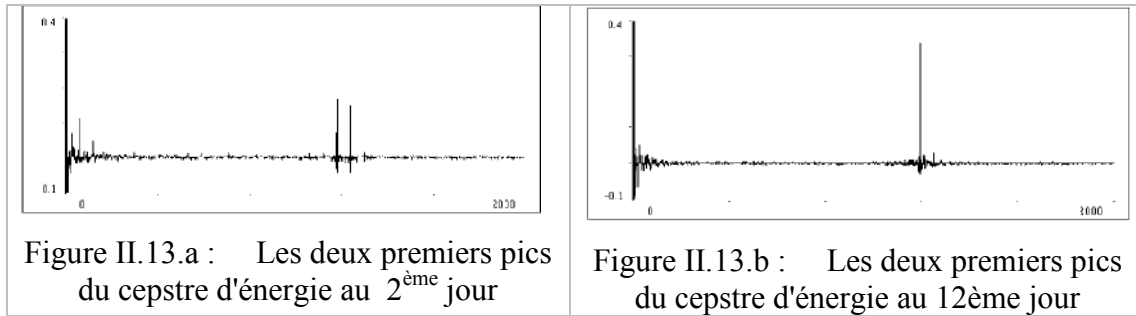 0.4
0.1
0
2000
Figure II.13.a : Les deux premiers pics
du cepstre d'énergie au 2ème jour
0.4
-0.1
0
3000
Figure II.13.b : Les deux premiers pics
du cepstre d'énergie au 12ème jour